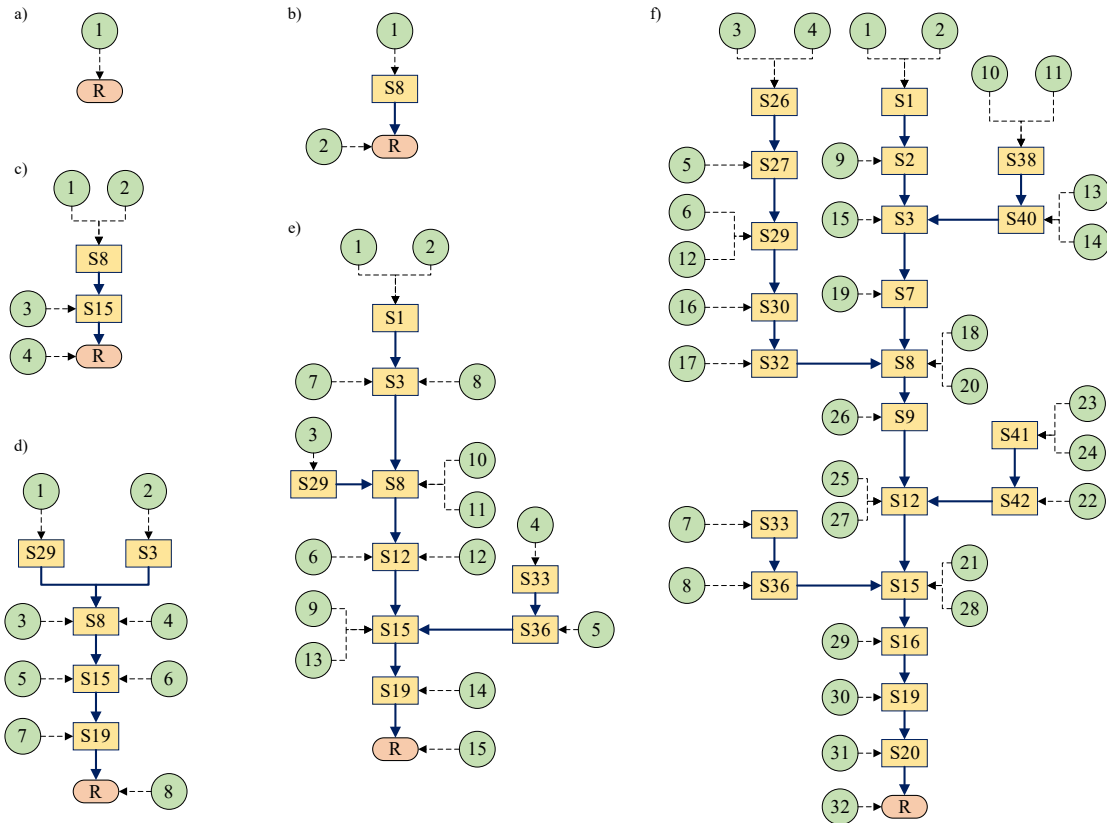 a)
1
R
b)
1
S8
2
R
c)
1 2
S8
3 S15
4 R
d)
1 2
S29 S3
3 S8 4
5 S15 6
7 S19
R 8
e)
1 2
S1
7 S3 8
3
10
S29 S8
11
4
6 S12 12
S33
9
S15 S36 5
13
S19 14
R 15
f)
3 4 1 2
10 11
S26 S1
5 S27 9 S2 S38
13
6
15 S3 S40
S29
14
12
19 S7
16 S30
18
17 S32 S8
20
26 S9
23
S41
24
25
S12 S42 22
27
7 S33
21
8 S36 S15
28
29 S16
30 S19
31 S20
32 R